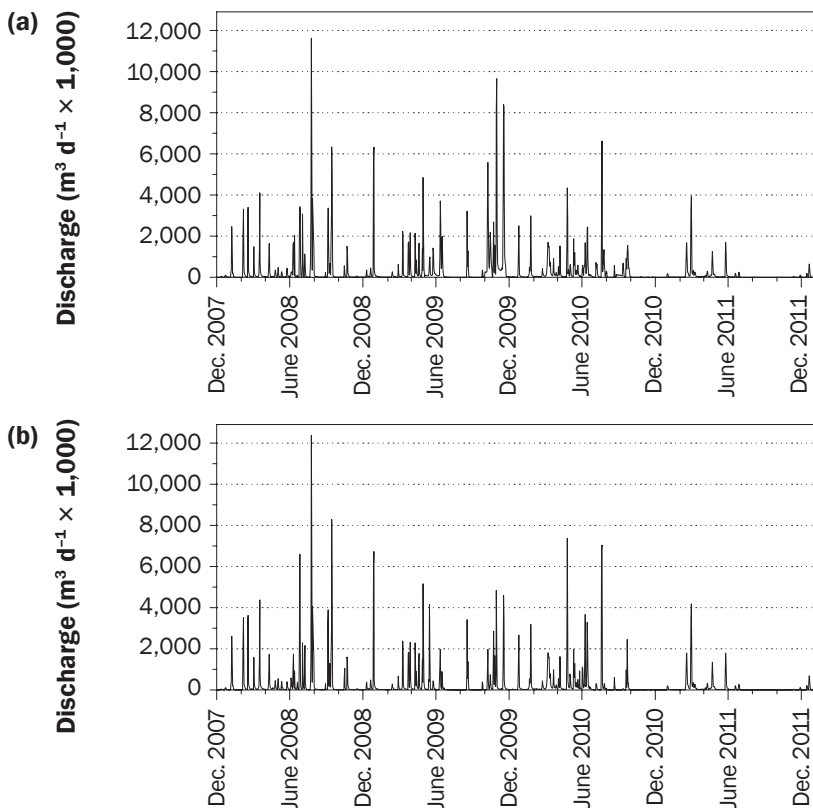 (a)
Discharge (m³ d⁻¹ × 1,000)
12,000
10,000
8,000
6,000
4,000
2,000
0
Dec. 2007
June 2008
Dec. 2008
June 2009
Dec. 2009
June 2010
Dec. 2010
June 2011
Dec. 2011
(b)
Discharge (m³ d⁻¹ × 1,000)
12,000
10,000
8,000
6,000
4,000
2,000
0
Dec. 2007
June 2008
Dec. 2008
June 2009
Dec. 2009
June 2010
Dec. 2010
June 2011
Dec. 2011